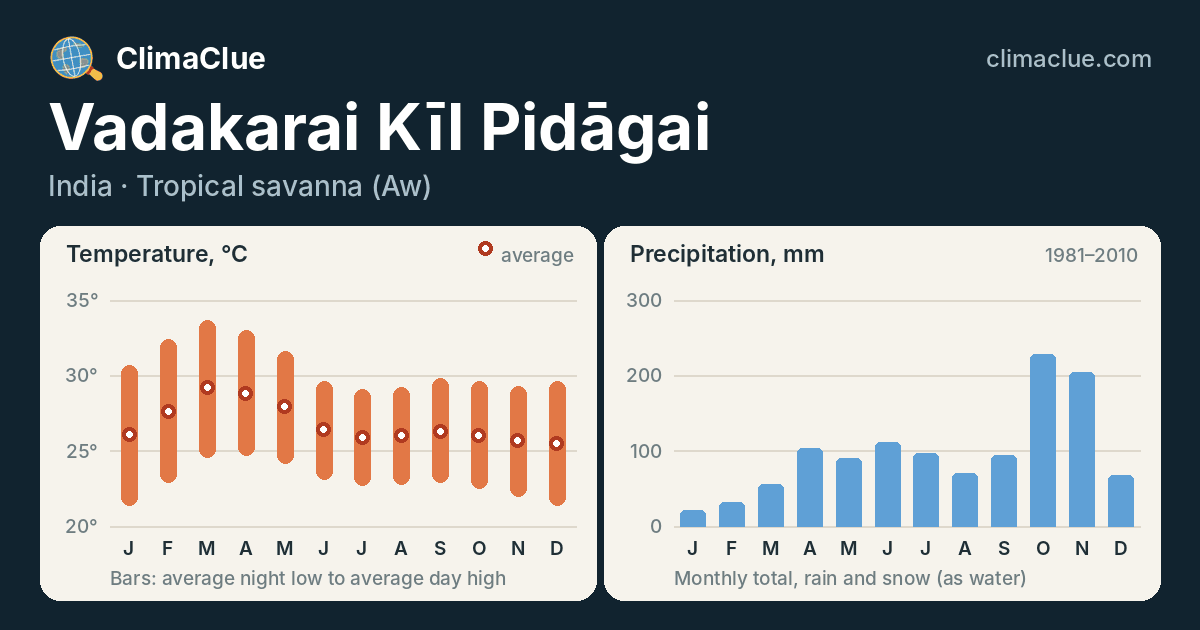 ClimaClue
climaclue.com
Vadakarai Kīl Pidāgai
India · Tropical savanna (Aw)
Temperature, °C
average
35°
30°
25°
20°
J F M A M J J A S O N D
Bars: average night low to average day high
Precipitation, mm
1981–2010
300
200
100
0
J F M A M J J A S O N D
Monthly total, rain and snow (as water)